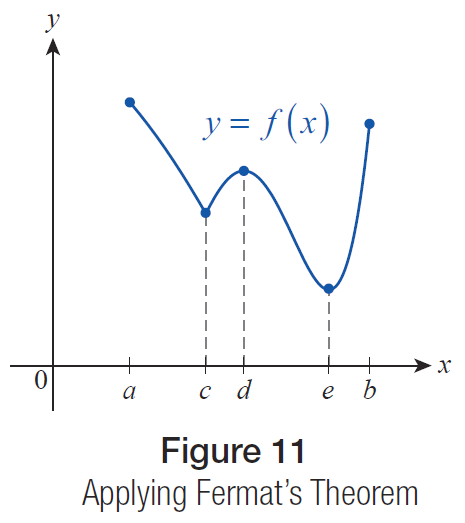 y
y = f(x)
x
0
a
c
d
e
b
Figure 11
Applying Fermat's Theorem